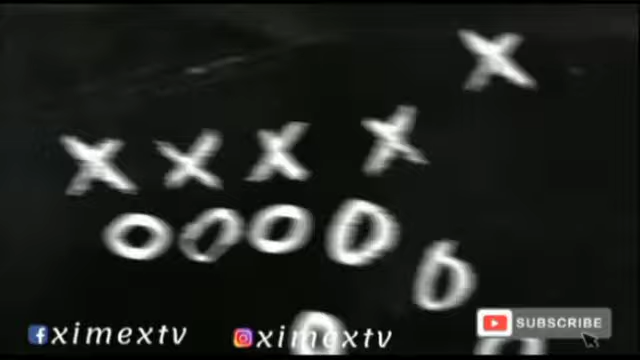 X
X X X X
O O O O
O
ximextv ximextv SUBSCRIBE